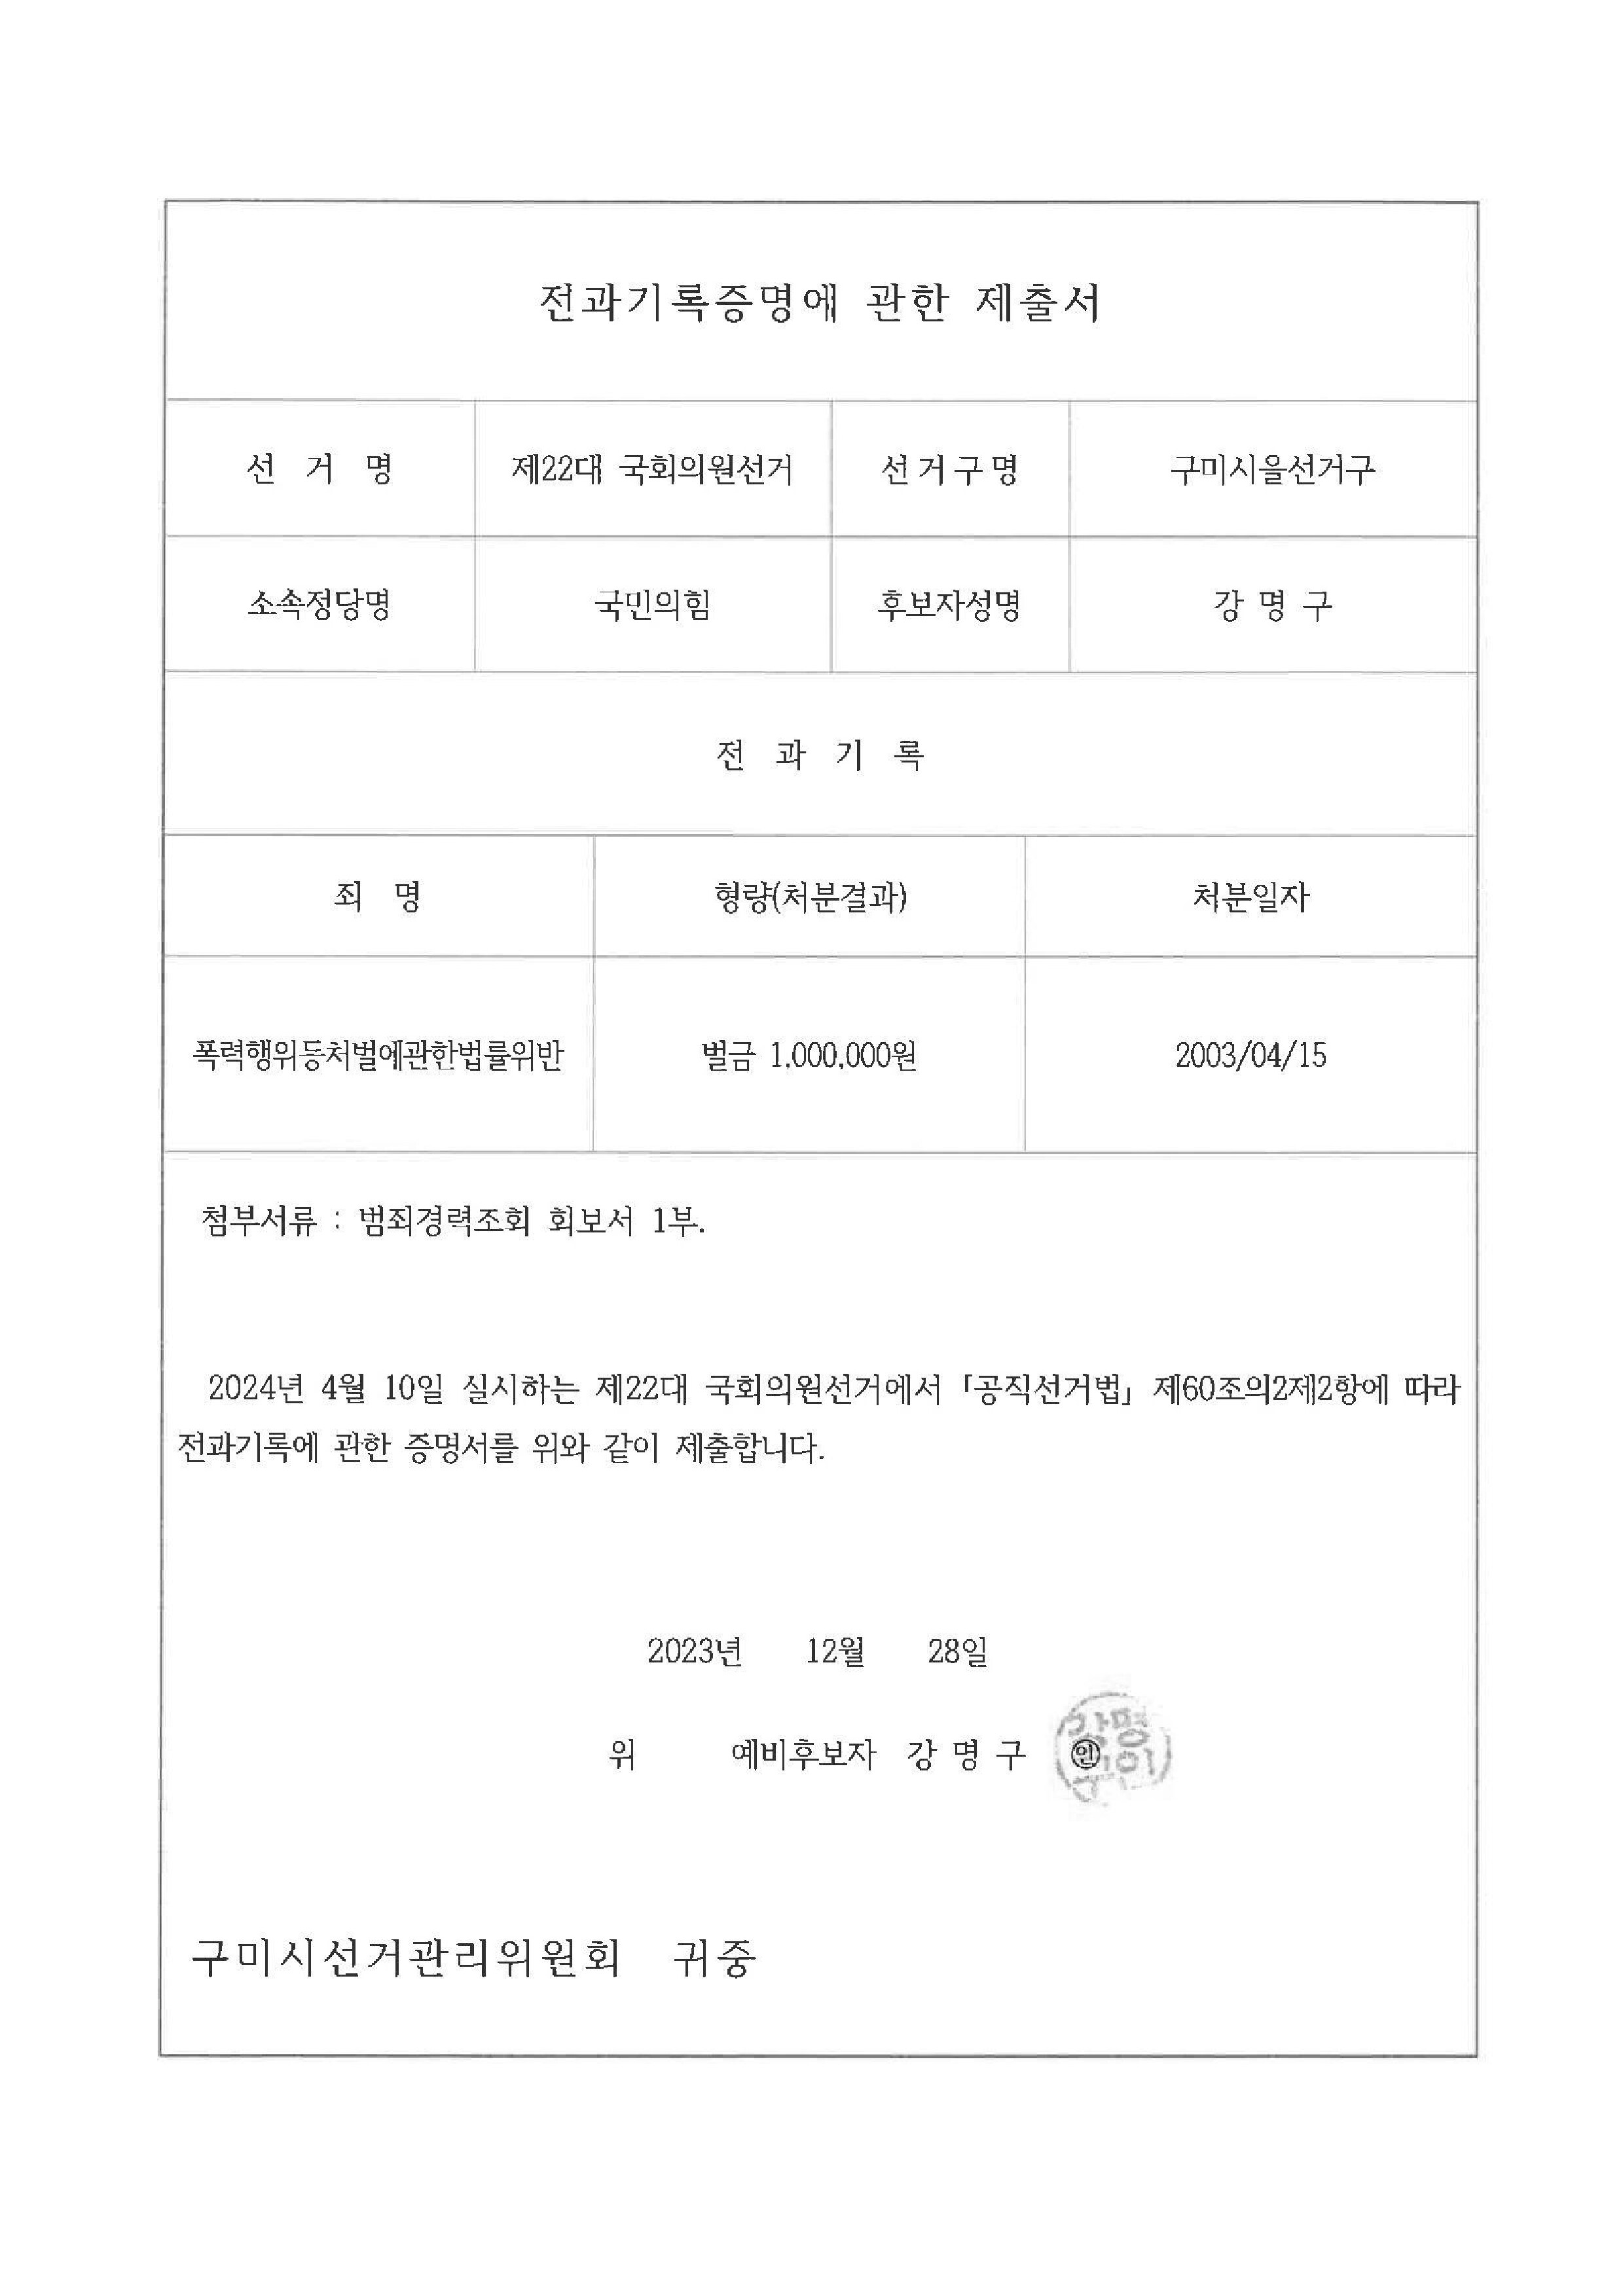 전과기록증명에 관한 제출서
선 거 명 제22대 국회의원선거 선거구명 구미시을선거구
소속정당명 국민의힘 후보자성명 강 명 구
전 과 기 록
죄 명 형량(처분결과) 처분일자
폭력행위등처벌에관한법률위반 벌금 1,000,000원 2003/04/15
첨부서류 : 범죄경력조회 회보서 1부.
2024년 4월 10일 실시하는 제22대 국회의원선거에서 「공직선거법」 제60조의2제2항에 따라
전과기록에 관한 증명서를 위와 같이 제출합니다.
2023년 12월 28일
위 예비후보자 강 명 구 ㊞
구미시선거관리위원회 귀중